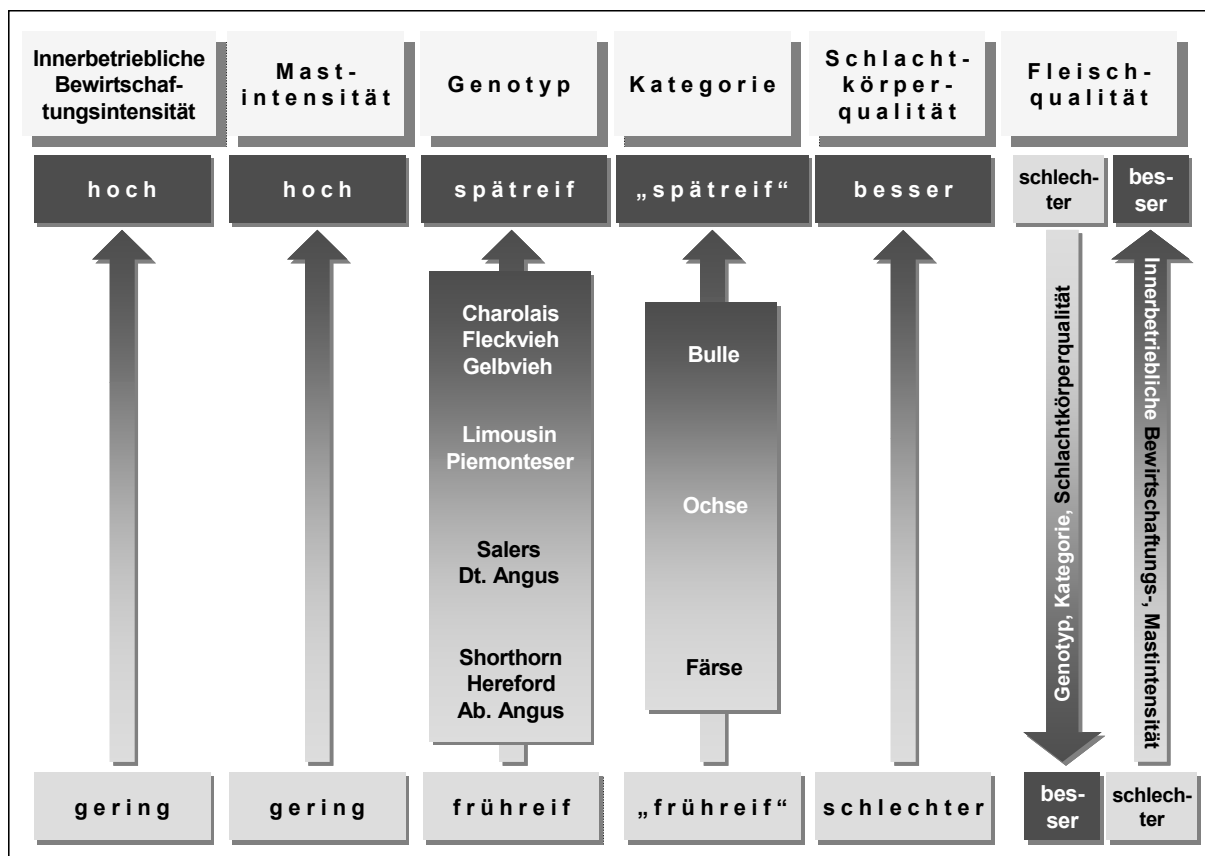 Innerbetriebliche
Bewirtschaf-
tungsintensität
Mast-
intensität
Genotyp
Kategorie
Schlacht-
körper-
qualität
Fleisch-
qualität
hoch
hoch
spätreif
„spätreif“
besser
schlech-
ter
bes-
ser
Charolais
Fleckvieh
Gelbvieh
Limousin
Piemonteser
Salers
Dt. Angus
Shorthorn
Hereford
Ab. Angus
Bulle
Ochse
Färse
Genotyp, Kategorie, Schlachtkörperqualität
Innerbetriebliche Bewirtschaftungs-, Mastintensität
gering
gering
frühreif
„frühreif“
schlechter
bes-
ser
schlech-
ter